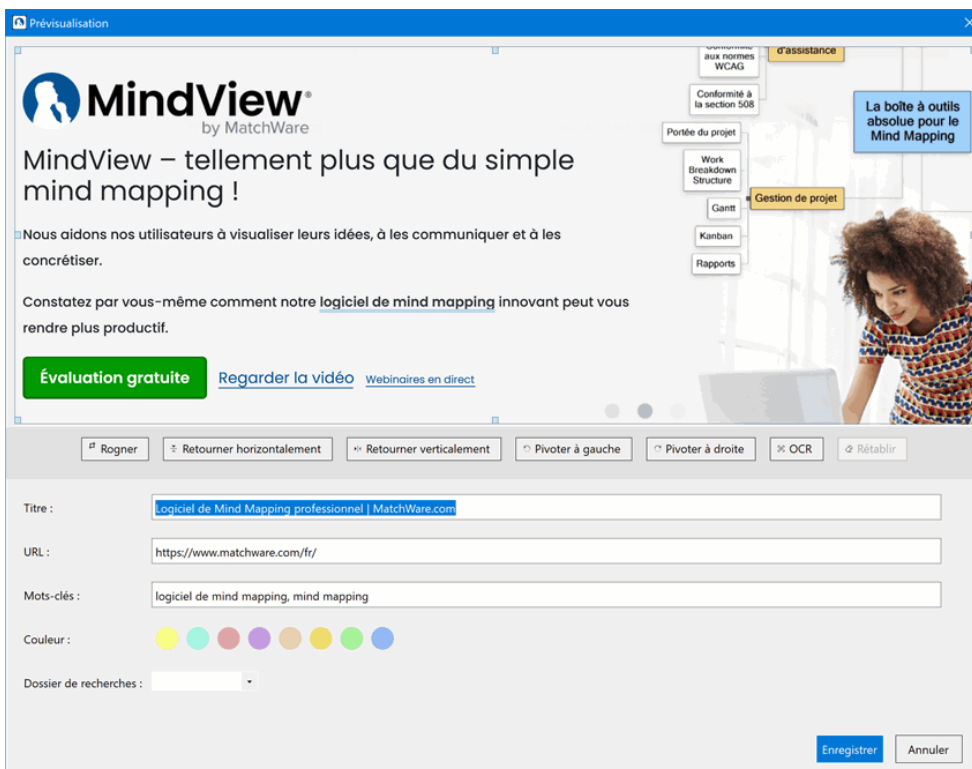 Prévisualisation
MindView®
by MatchWare
MindView – tellement plus que du simple
mind mapping !
Nous aidons nos utilisateurs à visualiser leurs idées, à les communiquer et à les
concrétiser.
Constatez par vous-même comment notre logiciel de mind mapping innovant peut vous
rendre plus productif.
Évaluation gratuite
Regarder la vidéo
Webinaires en direct
Conformité
aux normes
WCAG
d'assistance
Conformité à
la section 508
La boîte à outils
absolue pour le
Mind Mapping
Portée du projet
Work
Breakdown
Structure
Gestion de projet
Gantt
Kanban
Rapports
Rogner
Retourner horizontalement
Retourner verticalement
Pivoter à gauche
Pivoter à droite
OCR
Rétablir
Titre :
Logiciel de Mind Mapping professionnel | MatchWare.com
URL :
https://www.matchware.com/fr/
Mots-clés :
logiciel de mind mapping, mind mapping
Couleur :
Dossier de recherches :
Enregistrer
Annuler